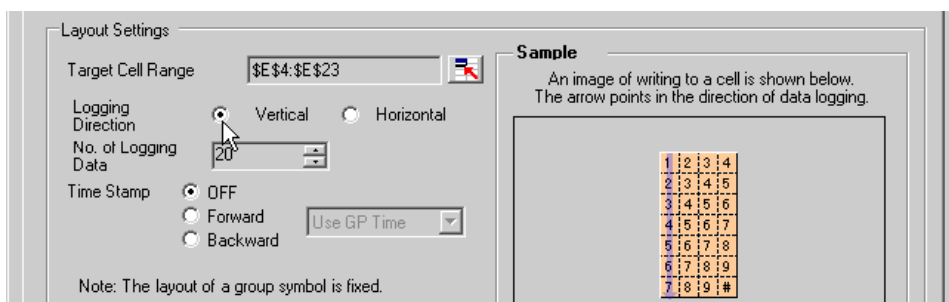 Layout Settings
Target Cell Range $E$4:$E$23
Logging Direction Vertical Horizontal
No. of Logging Data 20
Time Stamp OFF
Forward
Backward
Use GP Time
Note: The layout of a group symbol is fixed.
Sample
An image of writing to a cell is shown below.
The arrow points in the direction of data logging.
1 2 3 4
2 3 4 5
3 4 5 6
4 5 6 7
5 6 7 8
6 7 8 9
7 8 9 #